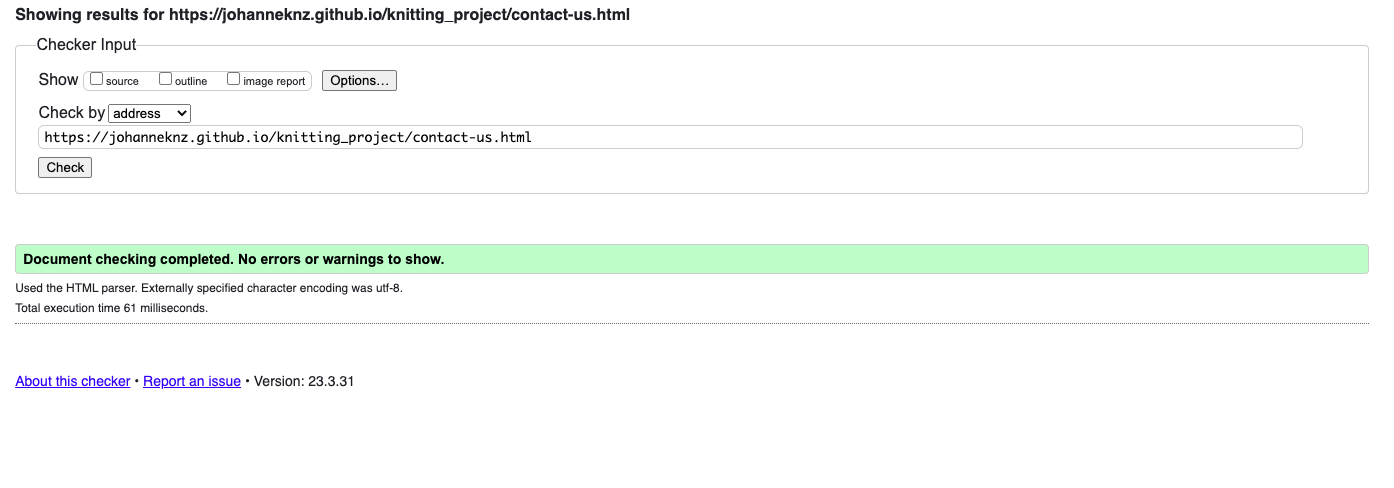 Showing results for https://johanneknz.github.io/knitting_project/contact-us.html
Checker Input
Show source outline image report Options...
Check by address
https://johanneknz.github.io/knitting_project/contact-us.html
Check
Document checking completed. No errors or warnings to show.
Used the HTML parser. Externally specified character encoding was utf-8.
Total execution time 61 milliseconds.
About this checker • Report an issue • Version: 23.3.31